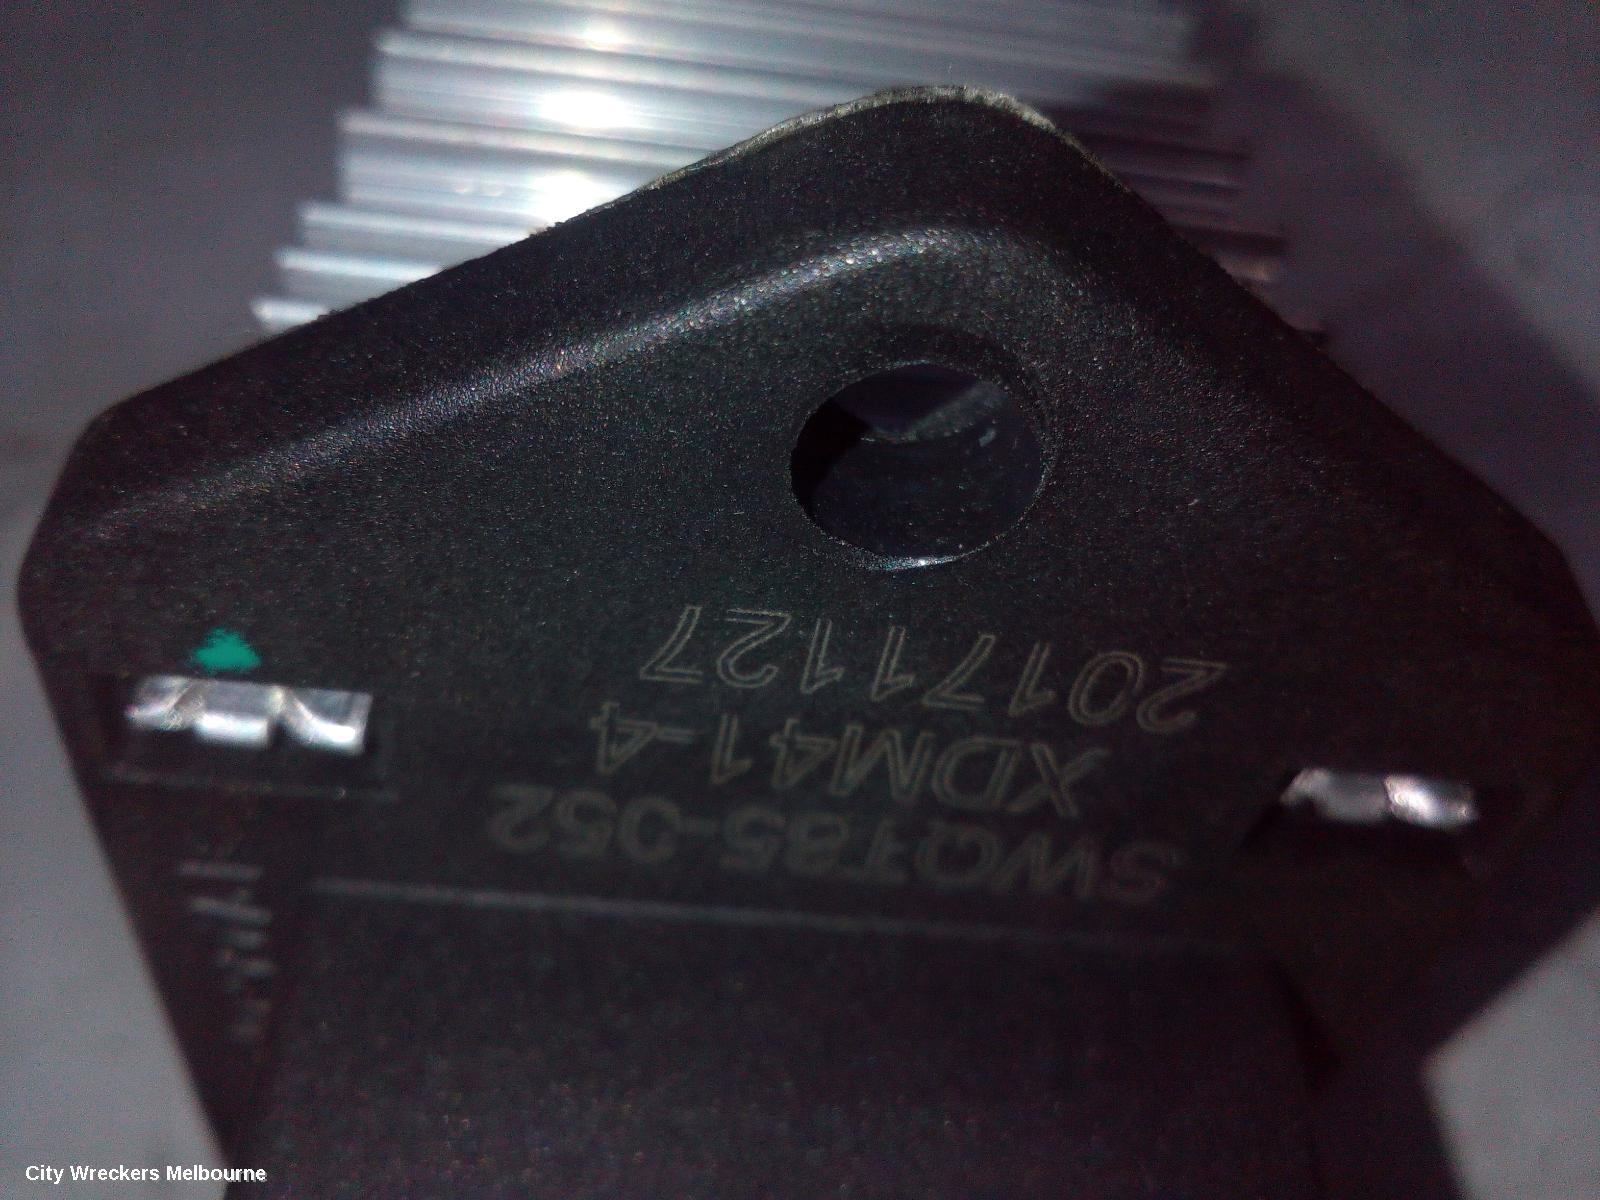 SWQT85-052
XDM41-4
20171127
City Wreckers Melbourne